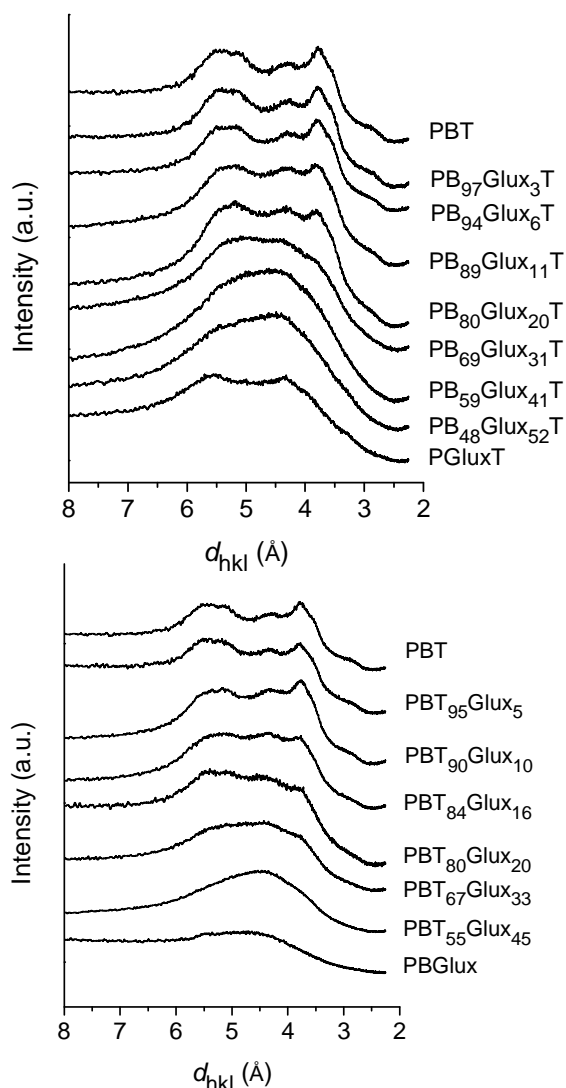 Intensity (a.u.)
PBT
PB₉₇Glux₃T
PB₉₄Glux₆T
PB₈₉Glux₁₁T
PB₈₀Glux₂₀T
PB₆₉Glux₃₁T
PB₅₉Glux₄₁T
PB₄₈Glux₅₂T
PGluxT
8 7 6 5 4 3 2
dhkl (Å)
Intensity (a.u.)
PBT
PBT₉₅Glux₅
PBT₉₀Glux₁₀
PBT₈₄Glux₁₆
PBT₈₀Glux₂₀
PBT₆₇Glux₃₃
PBT₅₅Glux₄₅
PBGlux
8 7 6 5 4 3 2
dhkl (Å)